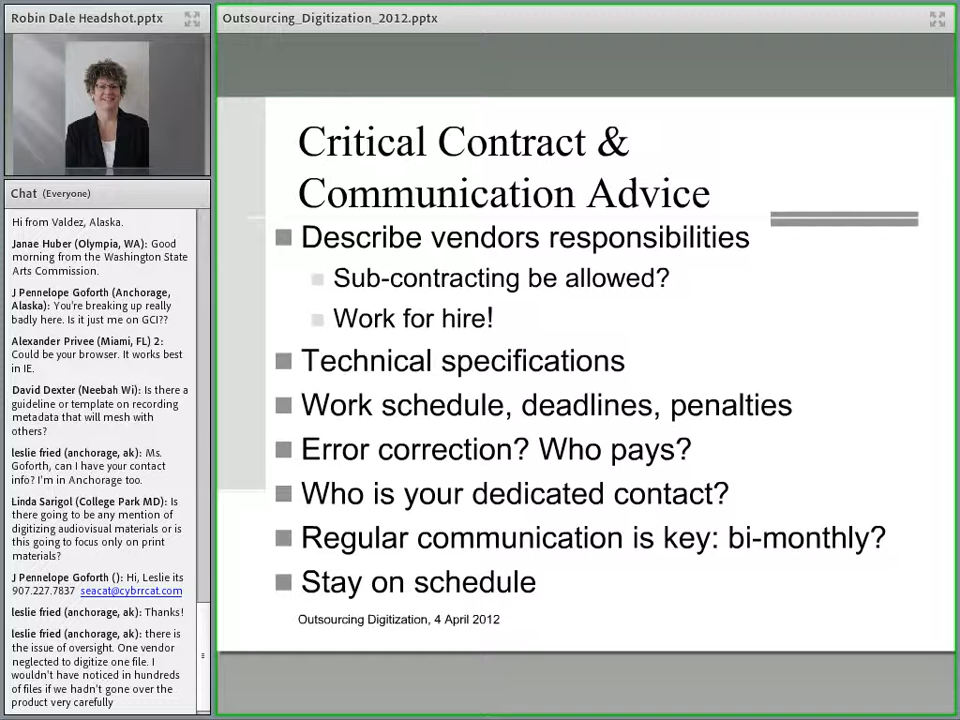 Robin Dale Headshot.pptx
Chat (Everyone)
Hi from Valdez, Alaska.
Janae Huber (Olympia, WA): Good
morning from the Washington State
Arts Commission.
J Pennelope Goforth (Anchorage,
Alaska): You're breaking up really
badly here. Is it just me on GCI??
Alexander Privee (Miami, FL) 2:
Could be your browser. It works best
in IE.
David Dexter (Neebah Wi): Is there a
guideline or template on recording
metadata that will mesh with
others?
leslie fried (anchorage, ak): Ms.
Goforth, can I have your contact
info? I'm in Anchorage too.
Linda Sarigol (College Park MD): Is
there going to be any mention of
digitizing audiovisual materials or is
this going to focus only on print
materials?
J Pennelope Goforth (): Hi, Leslie its
907.227.7837 seacat@cybrrcat.com
leslie fried (anchorage, ak): Thanks!
leslie fried (anchorage, ak): there is
the issue of oversight. One vendor
neglected to digitize one file. I
wouldn't have noticed in hundreds
of files if we hadn't gone over the
product very carefully
Outsourcing_Digitization_2012.pptx
Critical Contract &
Communication Advice
Describe vendors responsibilities
Sub-contracting be allowed?
Work for hire!
Technical specifications
Work schedule, deadlines, penalties
Error correction? Who pays?
Who is your dedicated contact?
Regular communication is key: bi-monthly?
Stay on schedule
Outsourcing Digitization, 4 April 2012